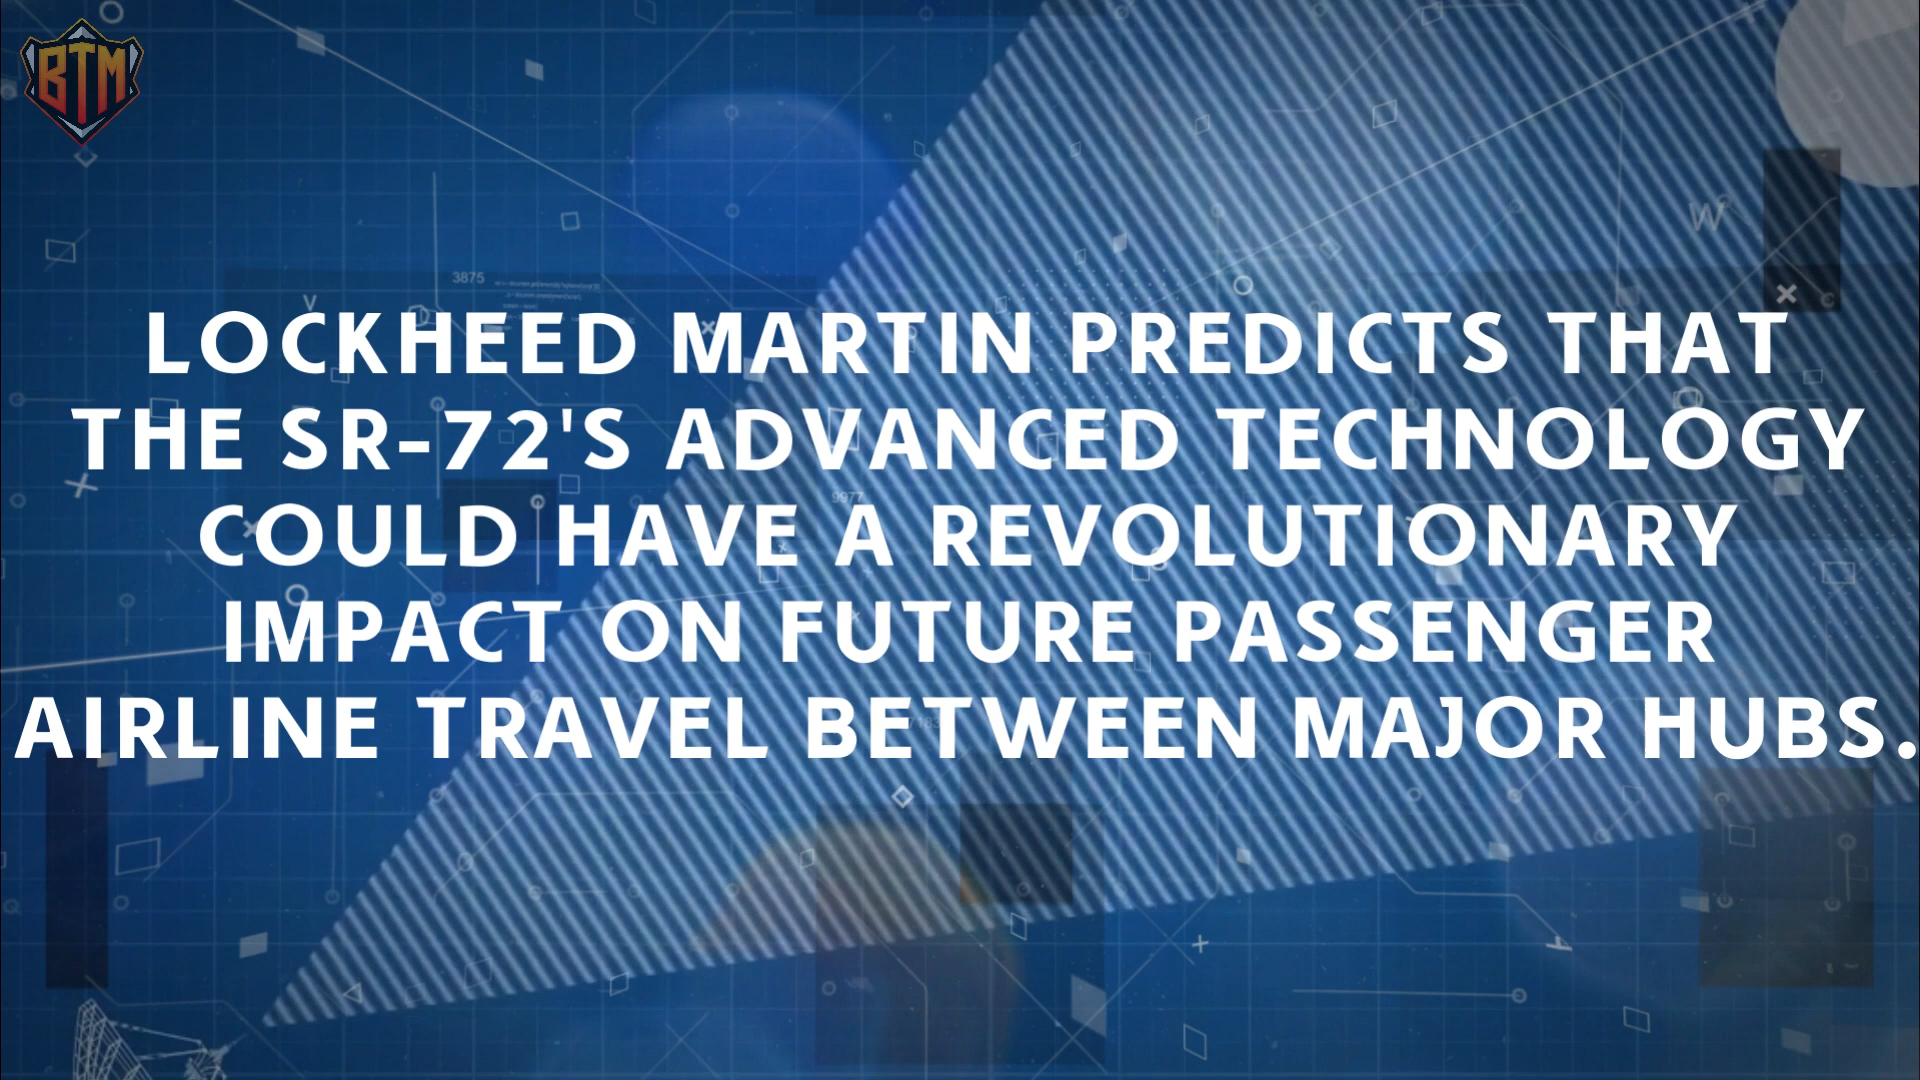 BTM
W
3875
V
LOCKHEED MARTIN PREDICTS THAT
THE SR-72'S ADVANCED TECHNOLOGY
9977
COULD HAVE A REVOLUTIONARY
IMPACT ON FUTURE PASSENGER
AIRLINE TRAVEL BETWEEN MAJOR HUBS.